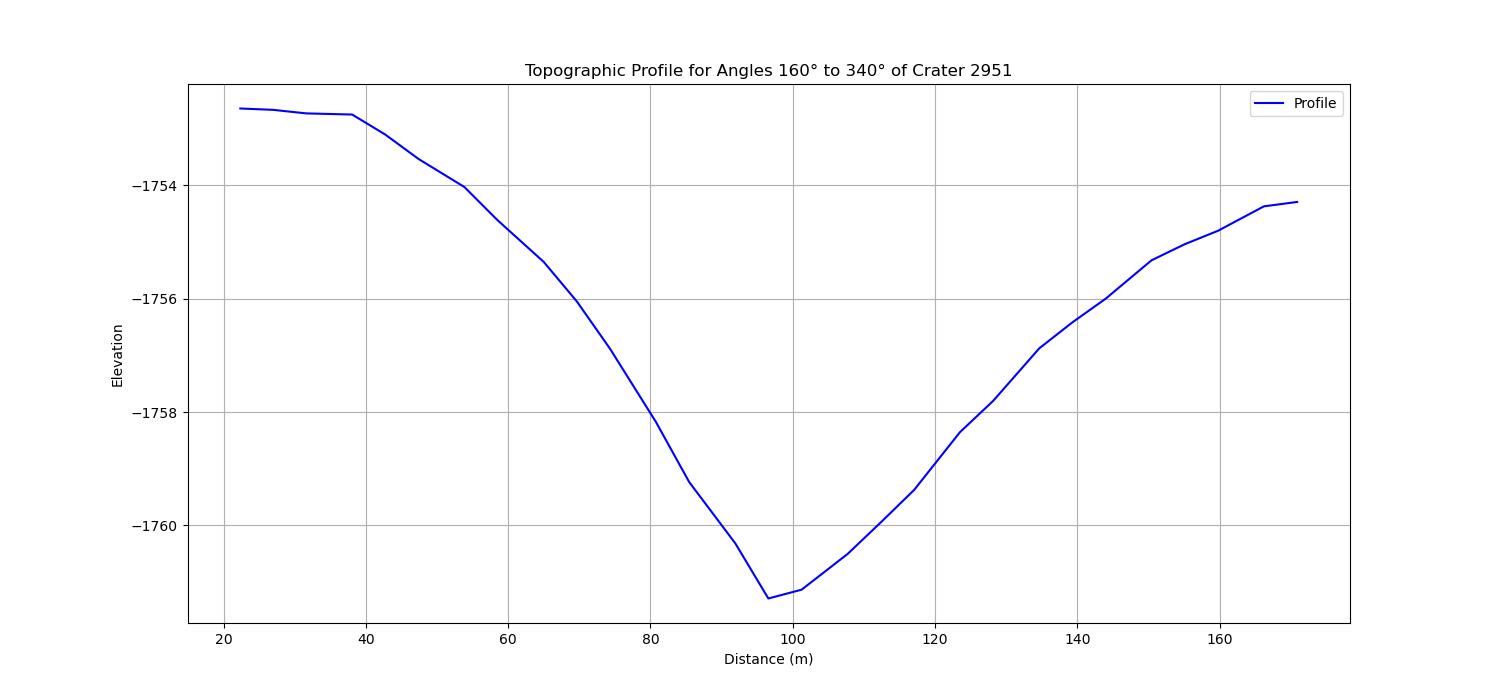 Topographic Profile for Angles 160° to 340° of Crater 2951
Profile
−1754
−1756
−1758
−1760
Elevation
20 40 60 80 100 120 140 160
Distance (m)